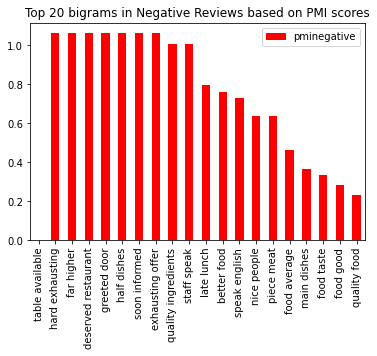 Top 20 bigrams in Negative Reviews based on PMI scores
pminegative
1.0
0.8
0.6
0.4
0.2
0.0
table available
hard exhausting
far higher
deserved restaurant
greeted door
half dishes
soon informed
exhausting offer
quality ingredients
staff speak
late lunch
better food
speak english
nice people
piece meat
food average
main dishes
food taste
food good
quality food